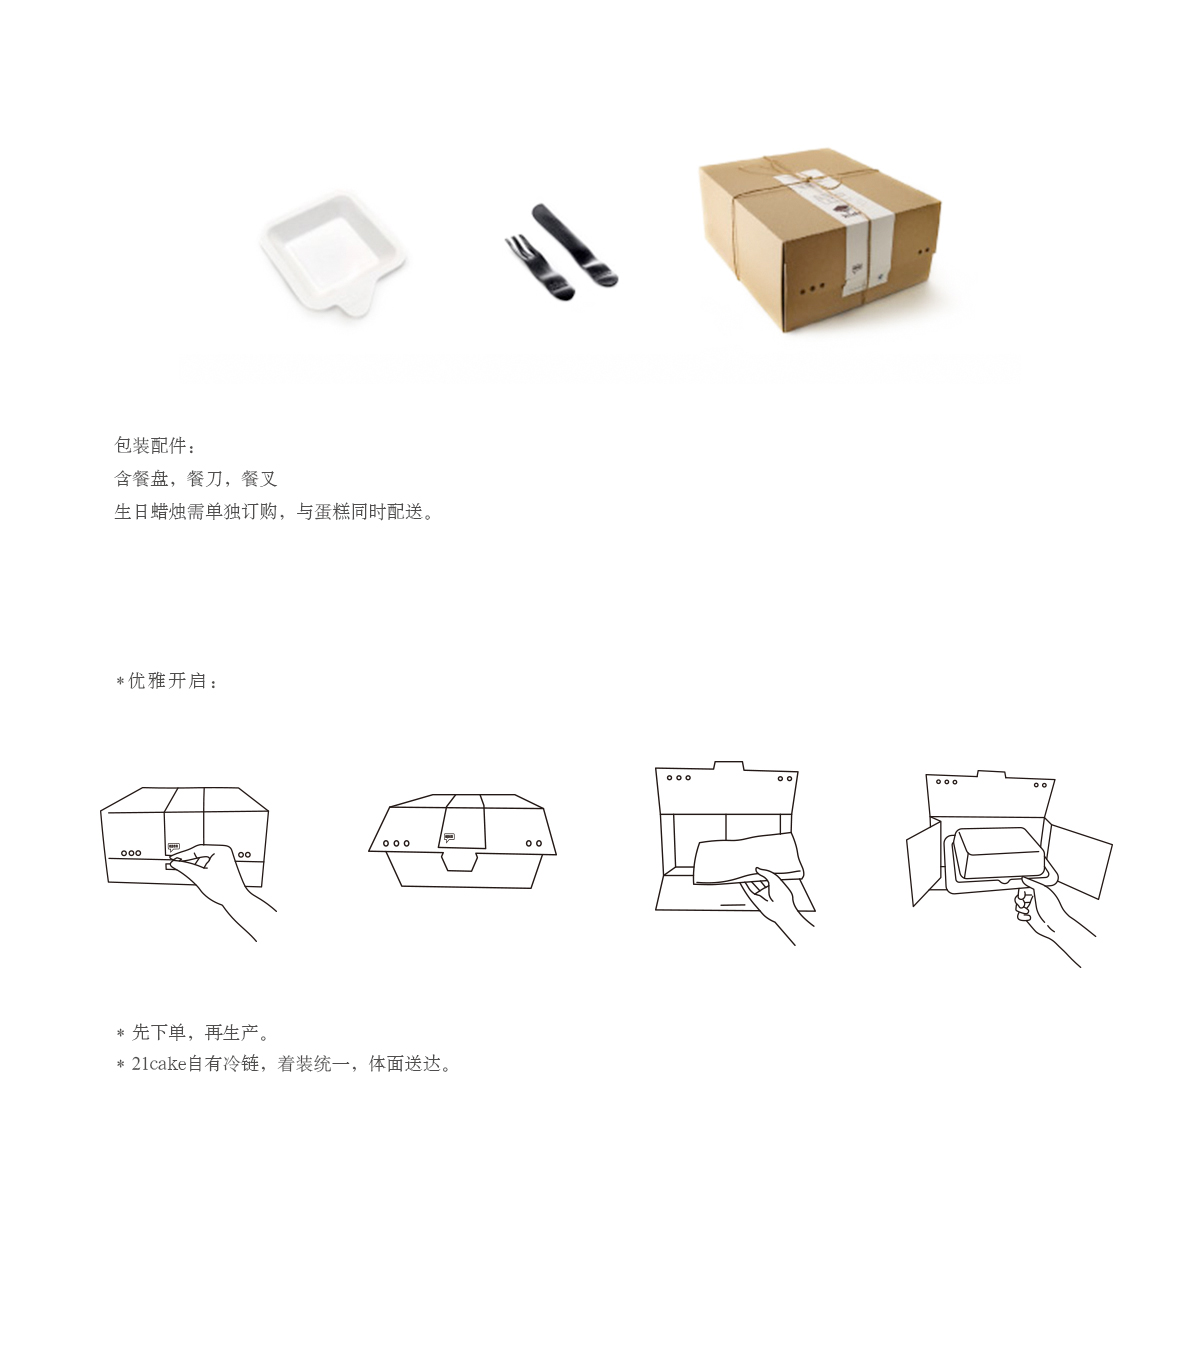 包装配件：
含餐盘，餐刀，餐叉
生日蜡烛需单独订购，与蛋糕同时配送。
*优雅开启：
* 先下单，再生产。
* 21cake自有冷链，着装统一，体面送达。